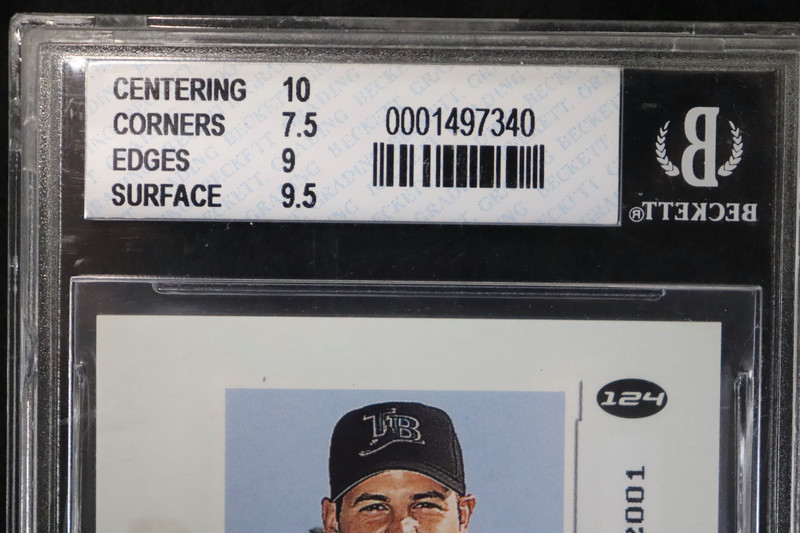 CENTERING 10
CORNERS 7.5
EDGES 9
SURFACE 9.5
0001497340
B
BECKETT®
124
TB
2001